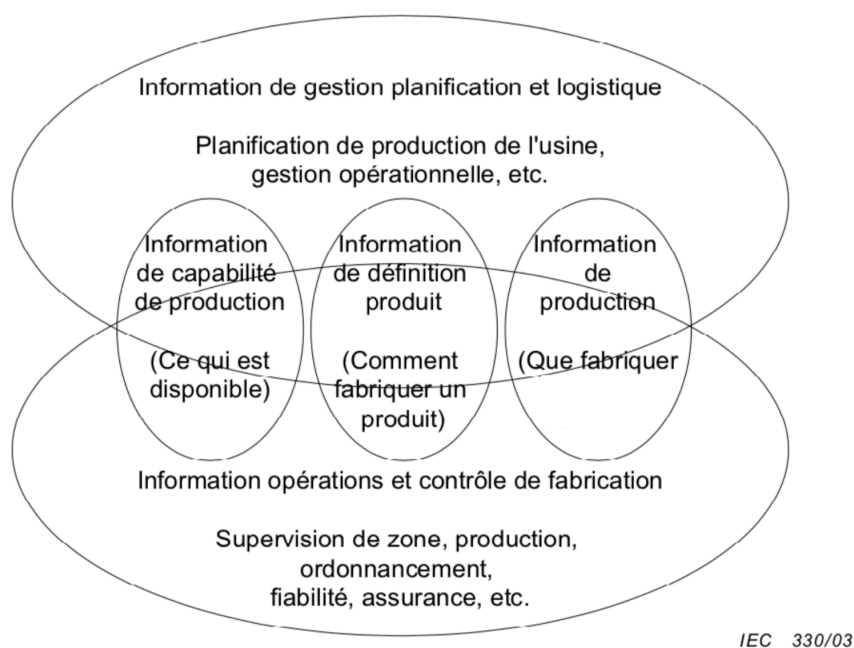 Information de gestion planification et logistique
Planification de production de l'usine,
gestion opérationnelle, etc.
Information
de capabilité
de production
(Ce qui est
disponible)
Information
de définition
produit
(Comment
fabriquer un
produit)
Information
de
production
(Que fabriquer
Information opérations et contrôle de fabrication
Supervision de zone, production,
ordonnancement,
fiabilité, assurance, etc.
IEC 330/03